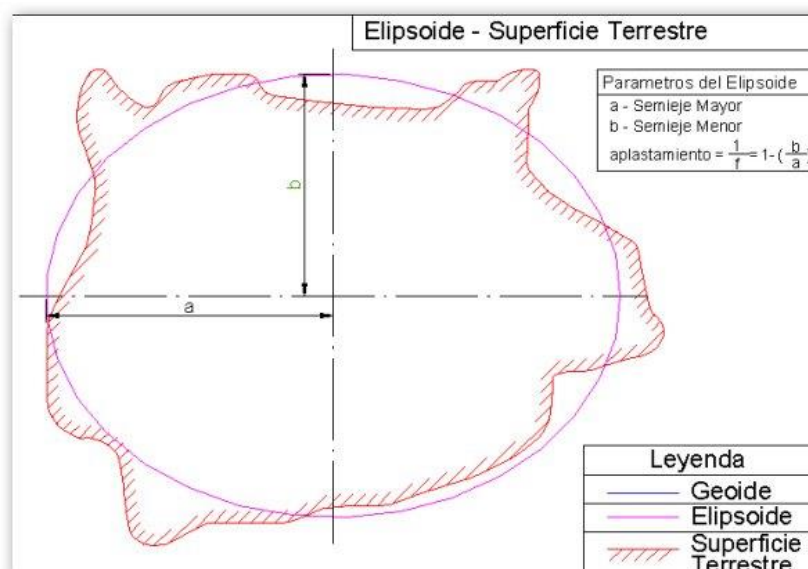 Elipsoide - Superficie Terrestre
Parametros del Elipsoide
a - Semieje Mayor
b - Semieje Menor
aplastamiento = 1/f = 1-(b/a
b
a
Leyenda
Geoide
Elipsoide
Superficie
Terrestre